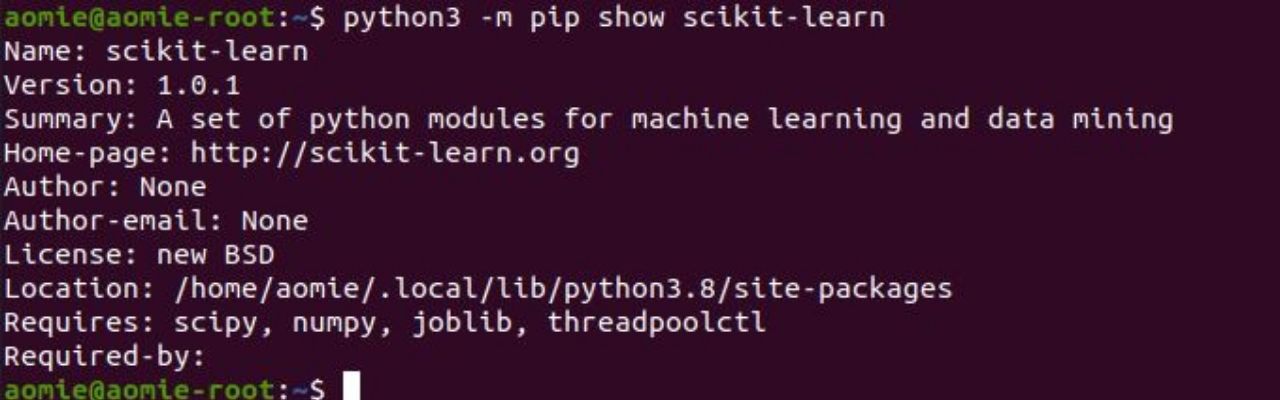 aomie@aomie-root:~$ python3 -m pip show scikit-learn
Name: scikit-learn
Version: 1.0.1
Summary: A set of python modules for machine learning and data mining
Home-page: http://scikit-learn.org
Author: None
Author-email: None
License: new BSD
Location: /home/aomie/.local/lib/python3.8/site-packages
Requires: scipy, numpy, joblib, threadpoolctl
Required-by:
aomie@aomie-root:~$